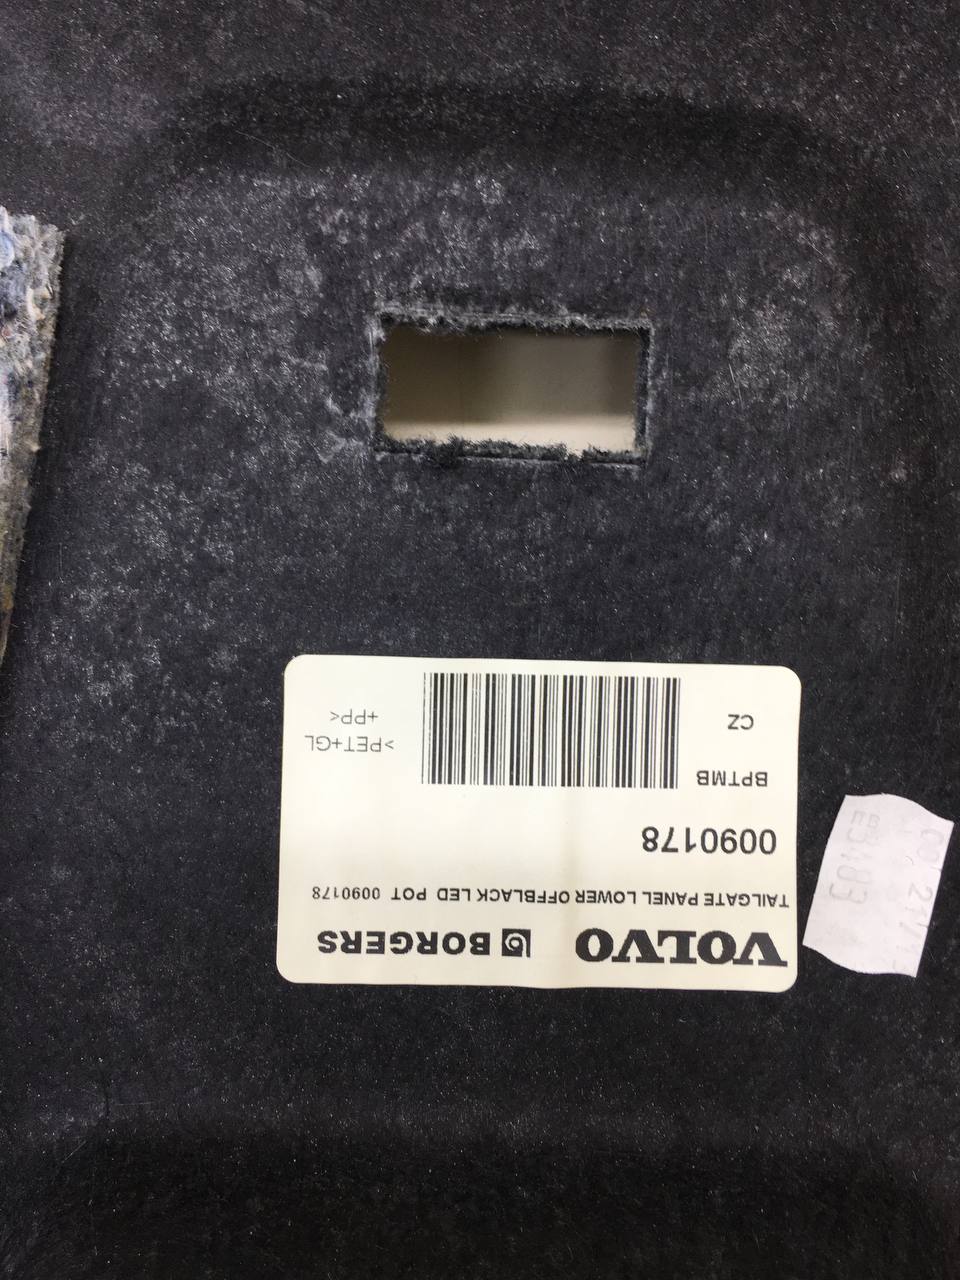 VOLVO BORGERS
TAILGATE PANEL LOWER OFFBLACK LED POT 0090178
0090178
BPTMB
CZ
>PET+GL
+PP<